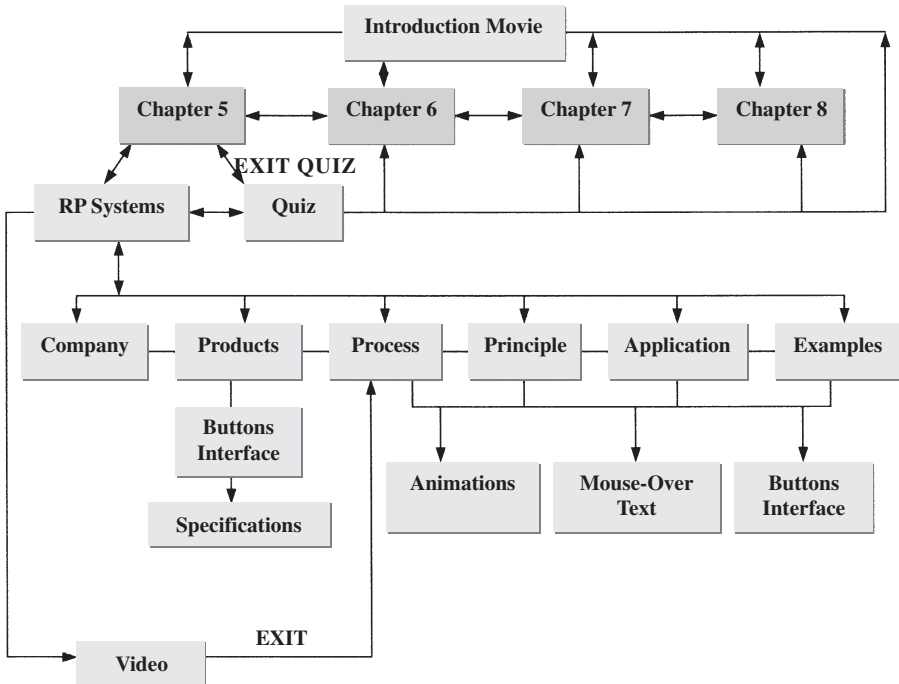 Introduction Movie
Chapter 5
Chapter 6
Chapter 7
Chapter 8
EXIT QUIZ
RP Systems
Quiz
Company
Products
Process
Principle
Application
Examples
Buttons
Interface
Animations
Mouse-Over
Text
Buttons
Interface
Specifications
EXIT
Video